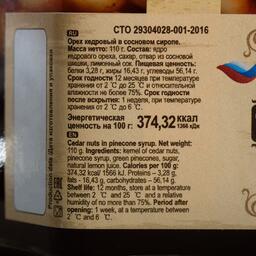 СТО 29304028-001-2016
RU
Орех кедровый в сосновом сиропе.
Масса нетто: 110 г. Состав: ядро
кедрового ореха, сахар, отвар из сосновой
шишки, лимонный сок. Пищевая ценность:
белки 3,28 г, жиры 16,43 г, углеводы 56,14 г.
Срок годности 12 месяцев при температуре
хранения от 2 °С до 25 °С и относительной
влажности не более 75%. Срок годности
после вскрытия: 1 неделя, при температуре
от 2 °С до 6 °С.
Энергетическая
ценность на 100 г: 374,32 ккал
1566 кДж
EN
Cedar nuts in pinecone syrup. Net weight:
110 g. Ingredients: kernel of cedar nuts,
pinecone syrup, green pinecones, sugar,
natural lemon juice. Calories per 100 g:
374,32 kcal/ 1566 kJ. Proteins – 3,28 g,
fats - 16,43 g, carbohydrates – 56,14 g.
Shelf life: 12 months, store at a temperature
between 2 °C and 25 °C and a relative
humidity of no more than 75%. Period after
opening: 1 week, at a temperature between
2 °C and 6 °C.
Дата изготовления и упаковки
Production date